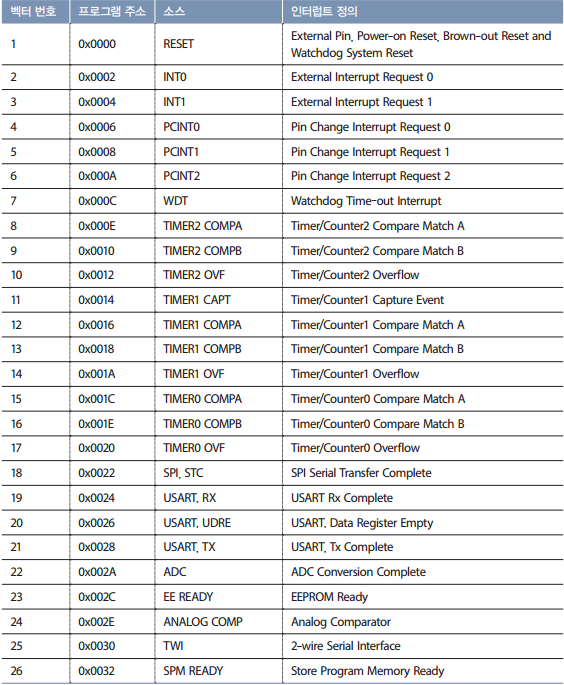 벡터 번호 프로그램 주소 소스 인터럽트 정의
1 0x0000 RESET External Pin, Power-on Reset, Brown-out Reset and
Watchdog System Reset
2 0x0002 INT0 External Interrupt Request 0
3 0x0004 INT1 External Interrupt Request 1
4 0x0006 PCINT0 Pin Change Interrupt Request 0
5 0x0008 PCINT1 Pin Change Interrupt Request 1
6 0x000A PCINT2 Pin Change Interrupt Request 2
7 0x000C WDT Watchdog Time-out Interrupt
8 0x000E TIMER2 COMPA Timer/Counter2 Compare Match A
9 0x0010 TIMER2 COMPB Timer/Counter2 Compare Match B
10 0x0012 TIMER2 OVF Timer/Counter2 Overflow
11 0x0014 TIMER1 CAPT Timer/Counter1 Capture Event
12 0x0016 TIMER1 COMPA Timer/Counter1 Compare Match A
13 0x0018 TIMER1 COMPB Timer/Counter1 Compare Match B
14 0x001A TIMER1 OVF Timer/Counter1 Overflow
15 0x001C TIMER0 COMPA Timer/Counter0 Compare Match A
16 0x001E TIMER0 COMPB Timer/Counter0 Compare Match B
17 0x0020 TIMER0 OVF Timer/Counter0 Overflow
18 0x0022 SPI, STC SPI Serial Transfer Complete
19 0x0024 USART, RX USART Rx Complete
20 0x0026 USART, UDRE USART, Data Register Empty
21 0x0028 USART, TX USART, Tx Complete
22 0x002A ADC ADC Conversion Complete
23 0x002C EE READY EEPROM Ready
24 0x002E ANALOG COMP Analog Comparator
25 0x0030 TWI 2-wire Serial Interface
26 0x0032 SPM READY Store Program Memory Ready